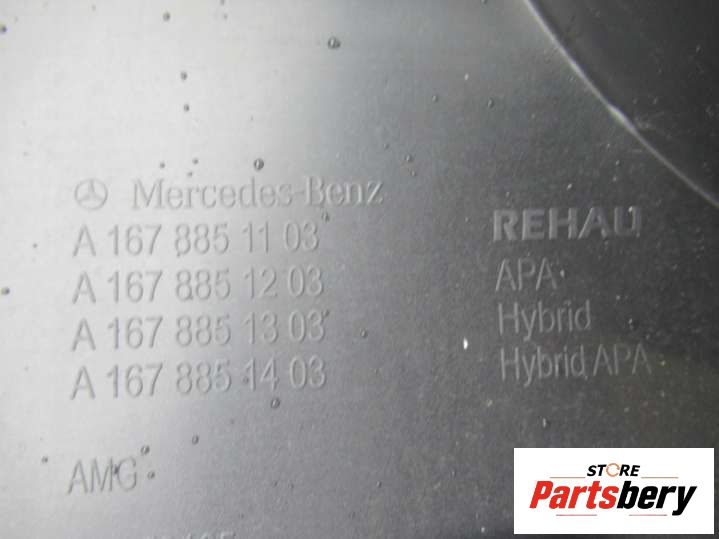 Mercedes-Benz
A 167 885 11 03
REHAU
A 167 885 12 03
APA
A 167 885 13 03
Hybrid
A 167 885 14 03
Hybrid APA
AMG
STORE
Partsbery